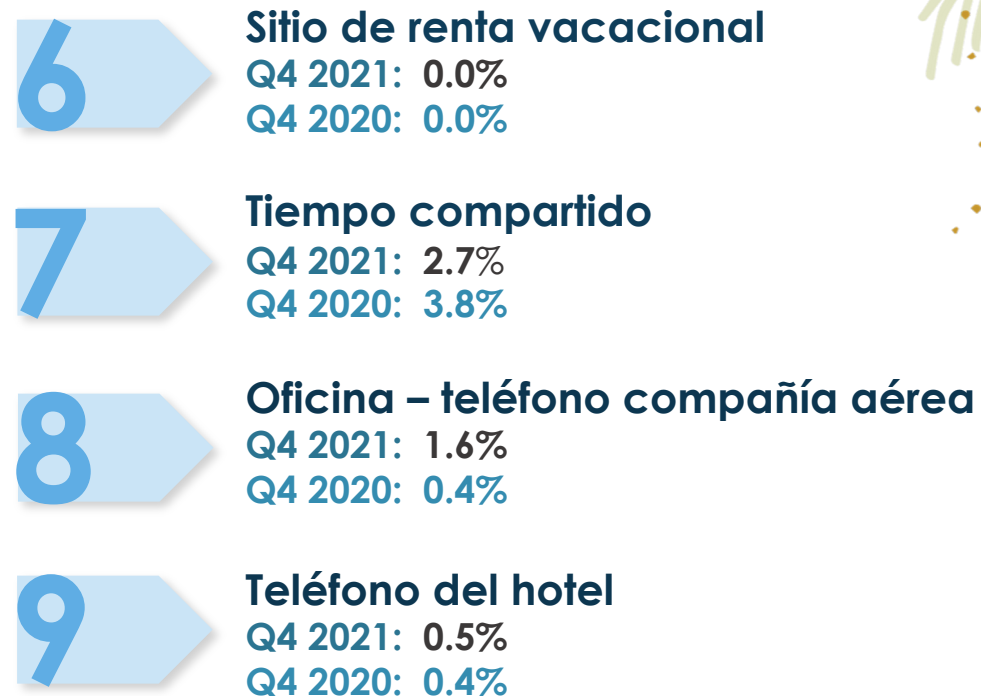 6
Sitio de renta vacacional
Q4 2021: 0.0%
Q4 2020: 0.0%
7
Tiempo compartido
Q4 2021: 2.7%
Q4 2020: 3.8%
8
Oficina – teléfono compañía aérea
Q4 2021: 1.6%
Q4 2020: 0.4%
9
Teléfono del hotel
Q4 2021: 0.5%
Q4 2020: 0.4%